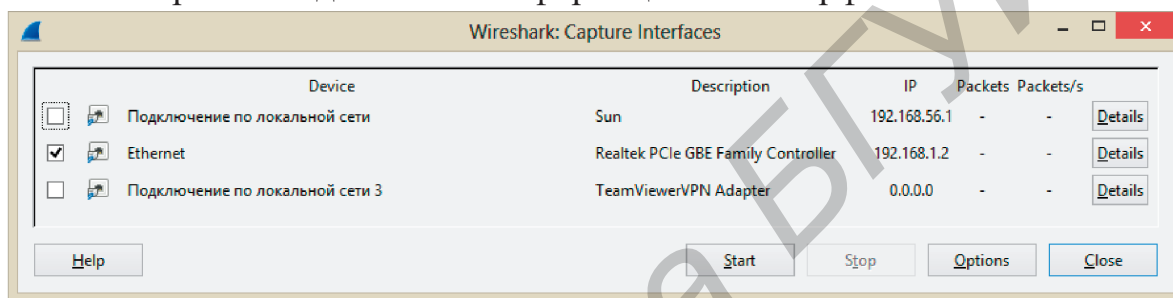 Wireshark: Capture Interfaces
Device Description IP Packets Packets/s
Подключение по локальной сети Sun 192.168.56.1 - - Details
Ethernet Realtek PCIe GBE Family Controller 192.168.1.2 - - Details
Подключение по локальной сети 3 TeamViewerVPN Adapter 0.0.0.0 - - Details
Help Start Stop Options Close